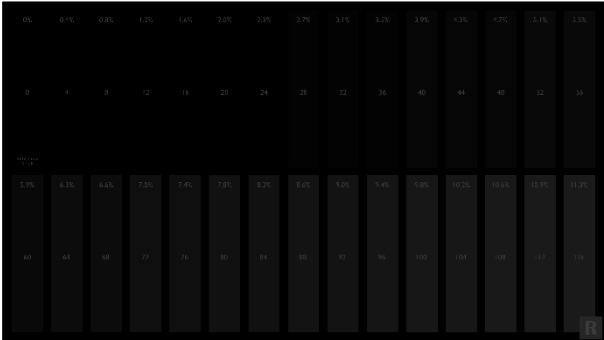 0% 0.4% 0.8% 1.2% 1.6% 2.0% 2.3% 2.7% 3.1% 3.5% 3.9% 4.3% 4.7% 5.1% 5.5%
0 4 8 12 16 20 24 28 32 36 40 44 48 52 56
5.9% 6.3% 6.6% 7.0% 7.4% 7.8% 8.2% 8.6% 9.0% 9.4% 9.8% 10.2% 10.6% 10.9% 11.3%
60 64 68 72 76 80 84 88 92 96 100 104 108 112 116
R